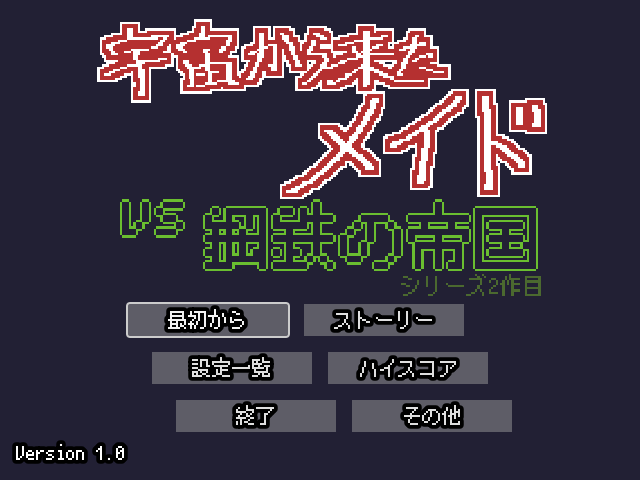 宇宙から来た
メイド
VS 鋼鉄の帝国
シリーズ2作目
最初から ストーリー
設定一覧 ハイスコア
終了 その他
Version 1.0